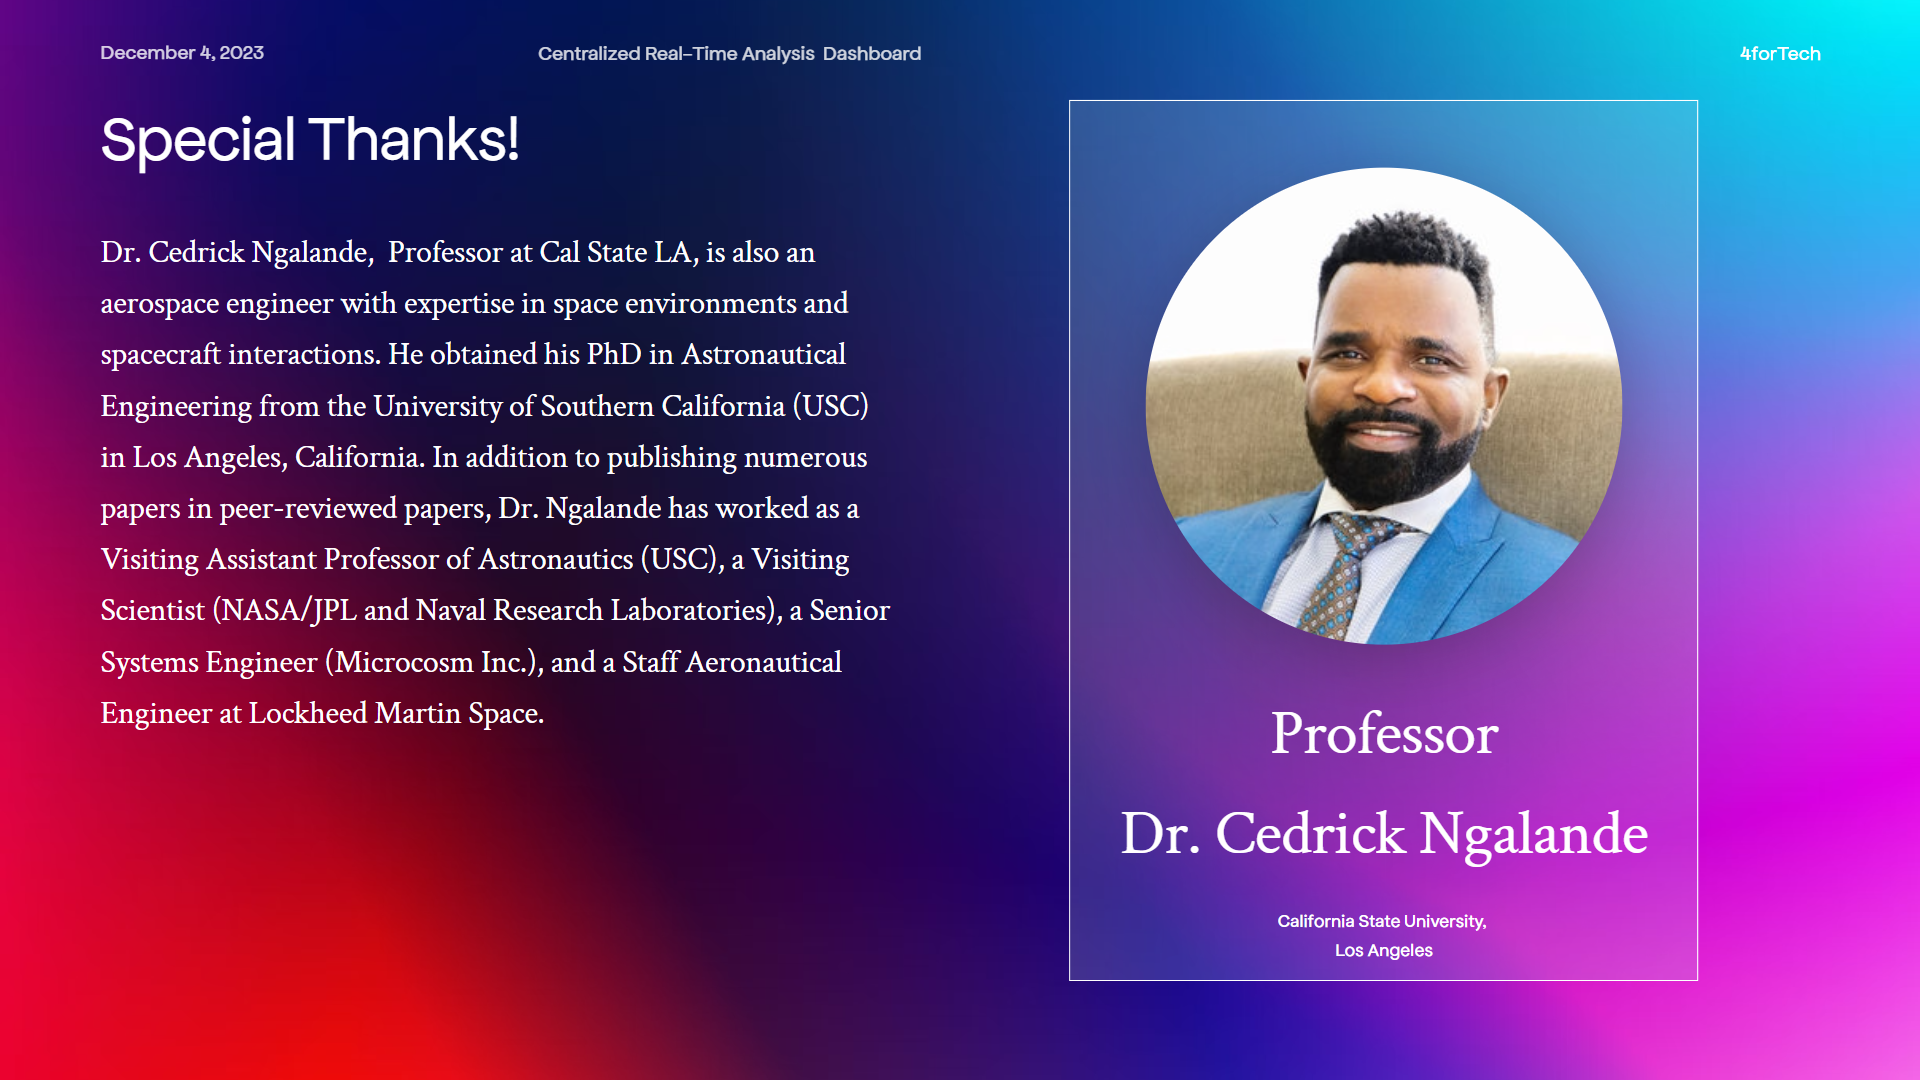 December 4, 2023
Centralized Real-Time Analysis Dashboard
4forTech
Special Thanks!
Dr. Cedrick Ngalande, Professor at Cal State LA, is also an
aerospace engineer with expertise in space environments and
spacecraft interactions. He obtained his PhD in Astronautical
Engineering from the University of Southern California (USC)
in Los Angeles, California. In addition to publishing numerous
papers in peer-reviewed papers, Dr. Ngalande has worked as a
Visiting Assistant Professor of Astronautics (USC), a Visiting
Scientist (NASA/JPL and Naval Research Laboratories), a Senior
Systems Engineer (Microcosm Inc.), and a Staff Aeronautical
Engineer at Lockheed Martin Space.
Professor
Dr. Cedrick Ngalande
California State University,
Los Angeles